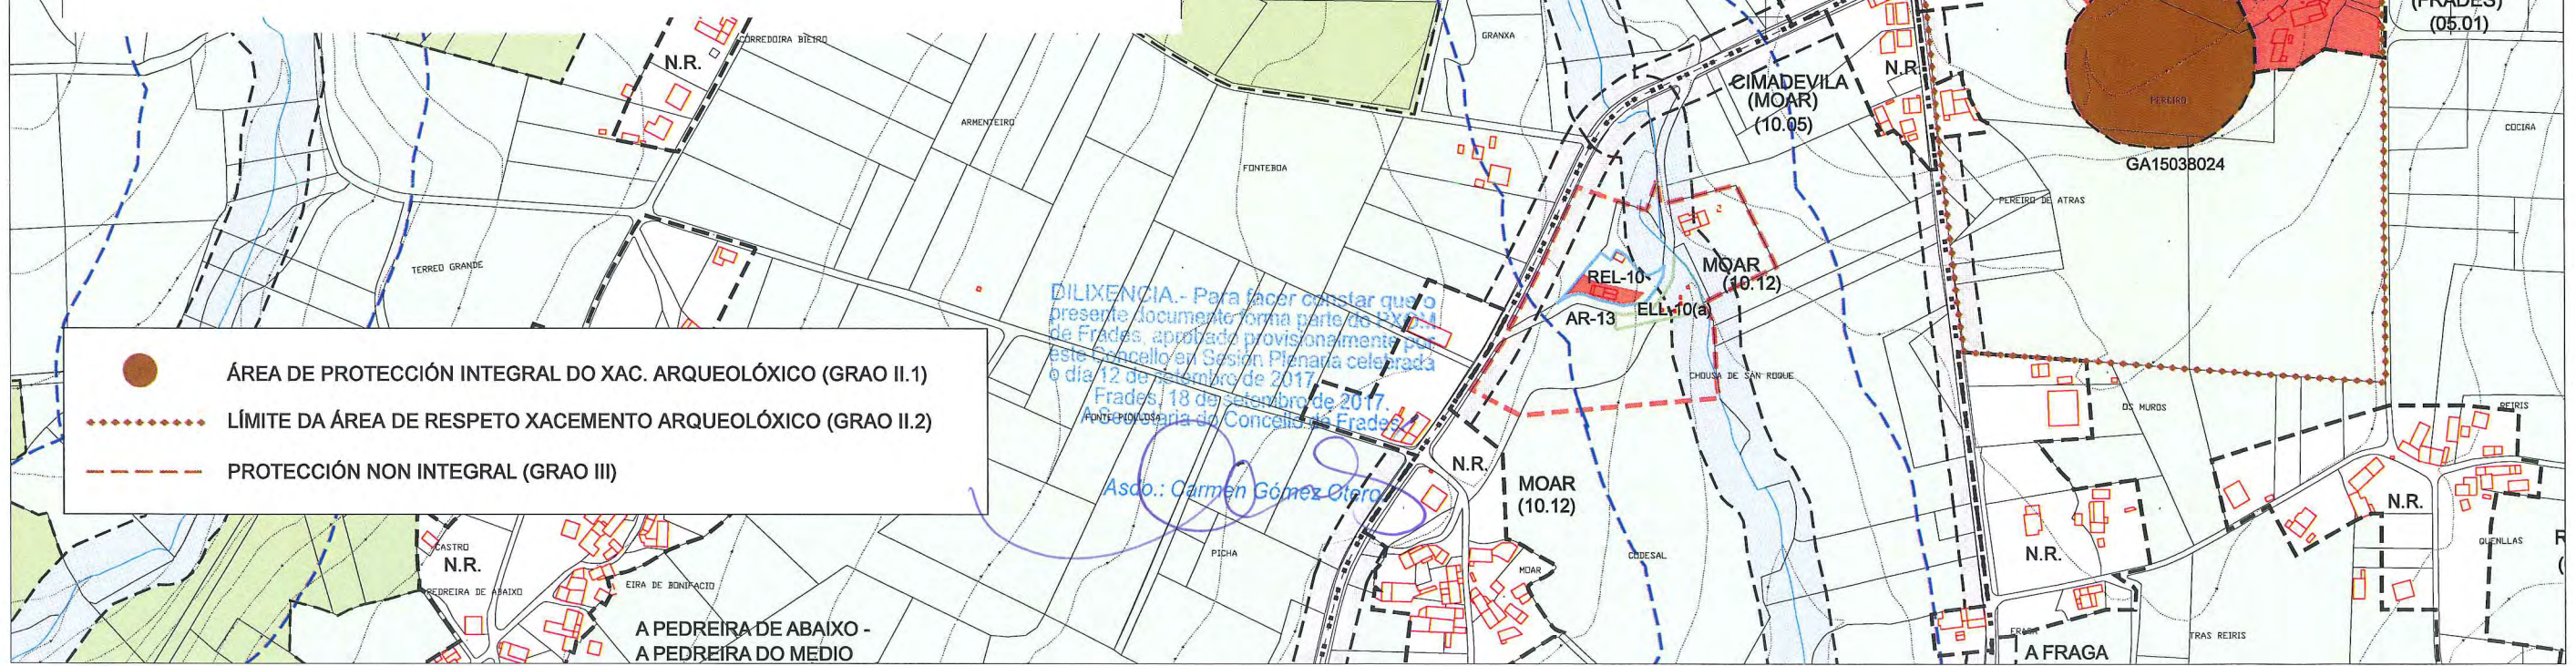 (FRADES)
(05.01)
CORREDOIRA BIEIRO
N.R.
GRANXA
CIMADEVILA
(MOAR)
(10.05)
N.R.
PEREIRO
GA15038024
COCINA
ARMENTEIRO
FONTEBOA
PEREIRO DE ATRAS
TERREO GRANDE
REL-10
MOAR
(10.12)
AR-13
ELL-10(a)
DILIXENCIA.- Para facer constar que o
presente documento forma parte do PXOM
de Frades, aprobado provisionalmente por
este Concello en Sesión Plenaria celebrada
o día 12 de setembro de 2017.
Frades, 18 de setembro de 2017.
A Secretaria do Concello de Frades
Asdo.: Carmen Gómez Otero
FONTE PIOLLOSA
CHOUSA DE SAN ROQUE
OS MUROS
REIRIS
ÁREA DE PROTECCIÓN INTEGRAL DO XAC. ARQUEOLÓXICO (GRAO II.1)
LÍMITE DA ÁREA DE RESPETO XACEMENTO ARQUEOLÓXICO (GRAO II.2)
PROTECCIÓN NON INTEGRAL (GRAO III)
N.R.
MOAR
(10.12)
N.R.
QUENLLAS
CASTRO
N.R.
PEDREIRA DE ABAIXO
EIRA DE BONIFACIO
PICHA
MOAR
CODESAL
N.R.
A PEDREIRA DE ABAIXO -
A PEDREIRA DO MEDIO
FRAGA
A FRAGA
TRAS REIRIS